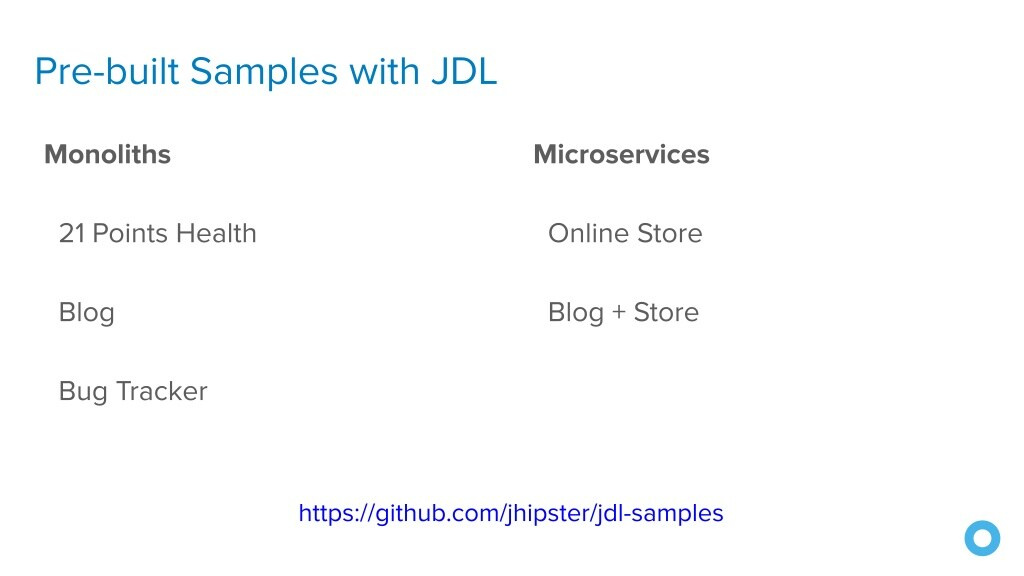 Pre-built Samples with JDL
Monoliths
21 Points Health
Blog
Bug Tracker
Microservices
Online Store
Blog + Store
https://github.com/jhipster/jdl-samples